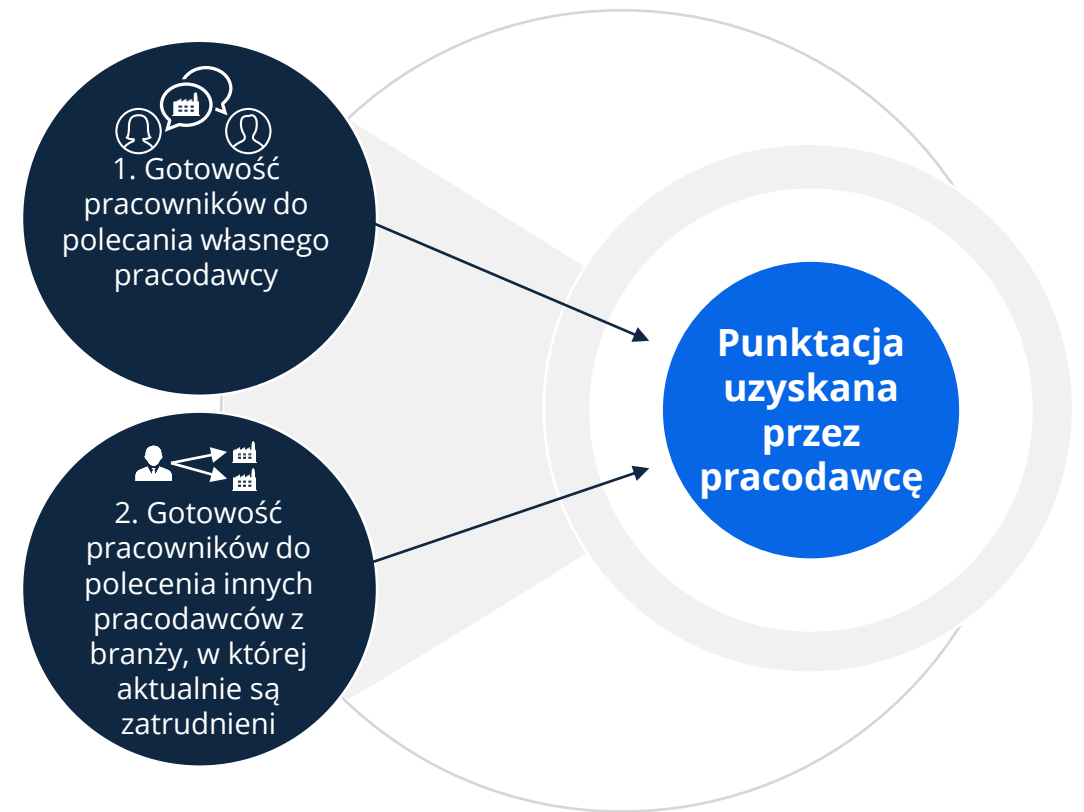 1. Gotowość
pracowników do
polecania własnego
pracodawcy
2. Gotowość
pracowników do
polecenia innych
pracodawców z
branży, w której
aktualnie są
zatrudnieni
Punktacja
uzyskana
przez
pracodawcę